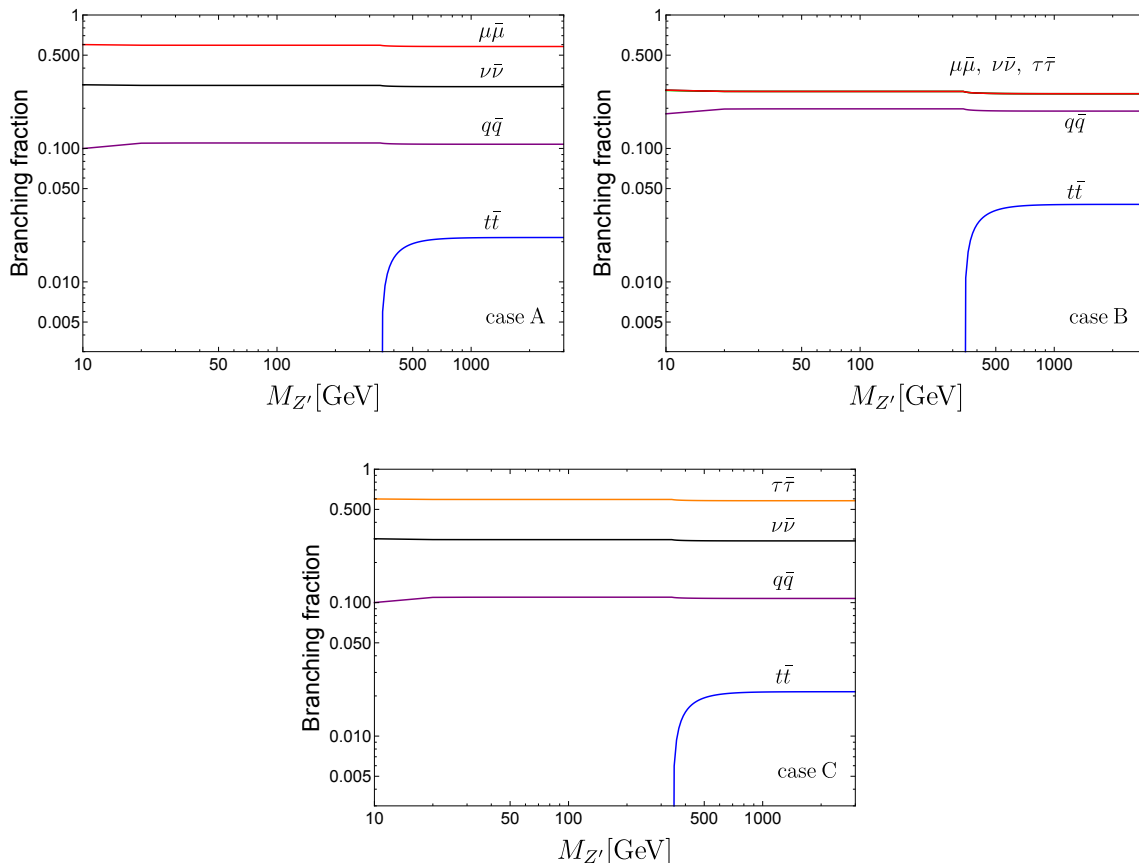 1
0.500
0.100
0.050
0.010
0.005
Branching fraction
μμ̄
νν̄
qq̄
tt̄
case A
10 50 100 500 1000
M_{Z'}[GeV]
1
0.500
0.100
0.050
0.010
0.005
Branching fraction
μμ̄, νν̄, ττ̄
qq̄
tt̄
case B
10 50 100 500 1000
M_{Z'}[GeV]
1
0.500
0.100
0.050
0.010
0.005
Branching fraction
ττ̄
νν̄
qq̄
tt̄
case C
10 50 100 500 1000
M_{Z'}[GeV]